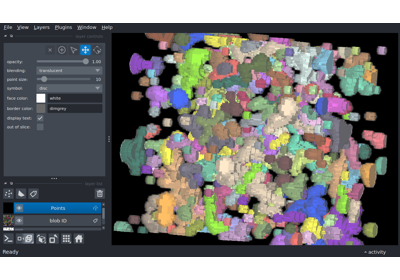 File View Layers Plugins Window Help
opacity: 1.00
blending: translucent
point size: 10
symbol: disc
face color: white
border color: dimgrey
display text: ✓
out of slice:
Points
blob ID
Ready
activity